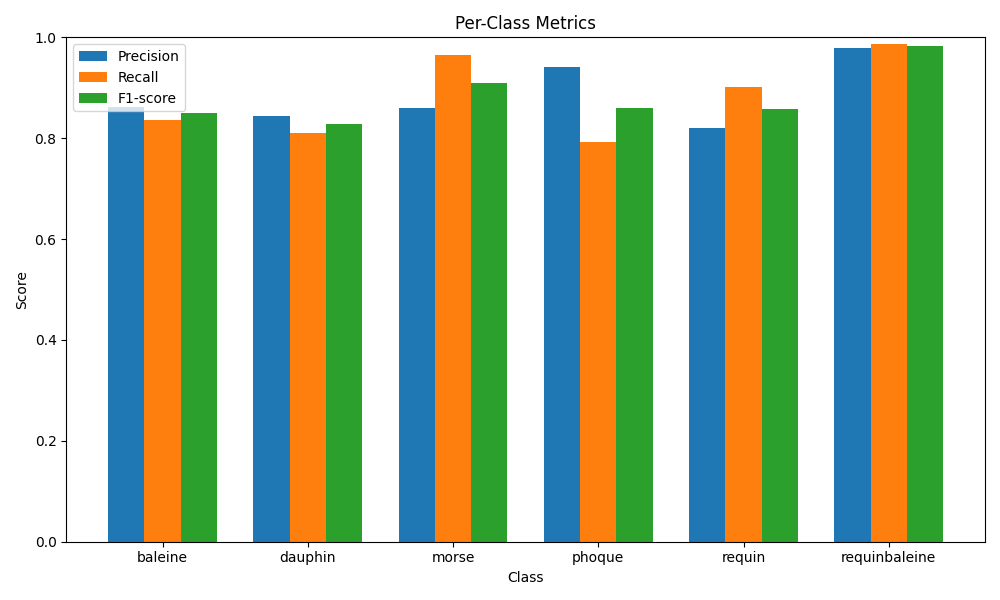 Per-Class Metrics
Precision
Recall
F1-score
1.0
0.8
0.6
0.4
0.2
0.0
Score
baleine dauphin morse phoque requin requinbaleine
Class